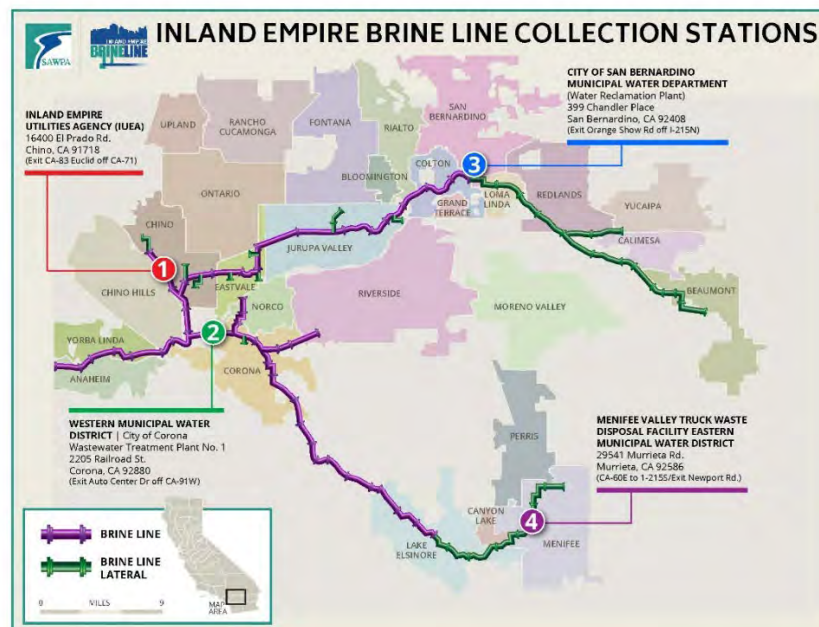 SAWPA
INLAND EMPIRE
BRINELINE
INLAND EMPIRE BRINE LINE COLLECTION STATIONS
INLAND EMPIRE
UTILITIES AGENCY (IUEA)
16400 El Prado Rd.
Chino, CA 91718
(Exit CA-83 Euclid off CA-71)
CITY OF SAN BERNARDINO
MUNICIPAL WATER DEPARTMENT
(Water Reclamation Plant)
399 Chandler Place
San Bernardino, CA 92408
(Exit Orange Show Rd off I-215N)
UPLAND
RANCHO
CUCAMONGA
FONTANA
RIALTO
SAN
BERNARDINO
BLOOMINGTON
COLTON
3
ONTARIO
GRAND
TERRACE
LOMA
LINDA
REDLANDS
YUCAIPA
CHINO
JURUPA VALLEY
CALIMESA
1
CHINO HILLS
EASTVALE
NORCO
RIVERSIDE
MORENO VALLEY
BEAUMONT
2
YORBA LINDA
ANAHEIM
CORONA
WESTERN MUNICIPAL WATER
DISTRICT | City of Corona
Wastewater Treatment Plant No. 1
2205 Railroad St.
Corona, CA 92880
(Exit Auto Center Dr off CA-91W)
PERRIS
MENIFEE VALLEY TRUCK WASTE
DISPOSAL FACILITY EASTERN
MUNICIPAL WATER DISTRICT
29541 Murrieta Rd.
Murrieta, CA 92586
(CA-60E to 1-215S/Exit Newport Rd.)
CANYON
LAKE
4
LAKE
ELSINORE
MENIFEE
BRINE LINE
BRINE LINE
LATERAL
0 MILES 9
MAP
AREA